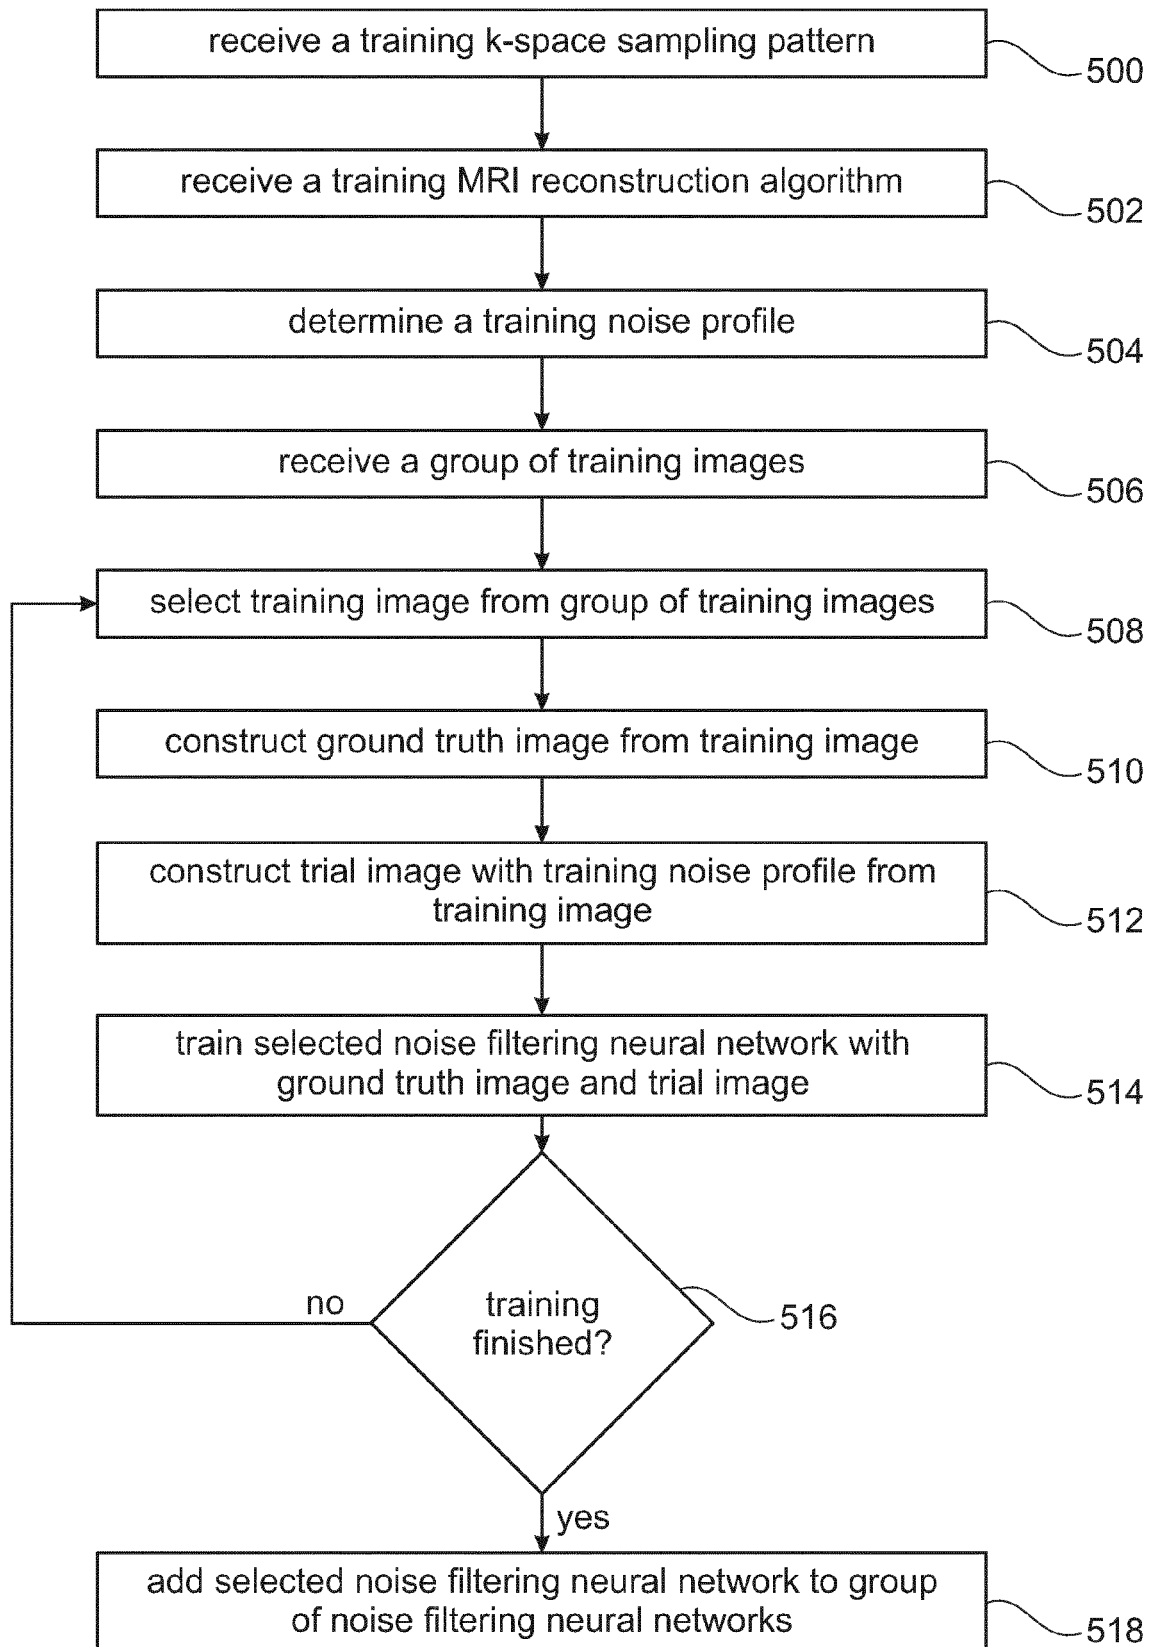 receive a training k-space sampling pattern
500
receive a training MRI reconstruction algorithm
502
determine a training noise profile
504
receive a group of training images
506
select training image from group of training images
508
construct ground truth image from training image
510
construct trial image with training noise profile from
training image
512
train selected noise filtering neural network with
ground truth image and trial image
514
no
training
finished?
516
yes
add selected noise filtering neural network to group
of noise filtering neural networks
518